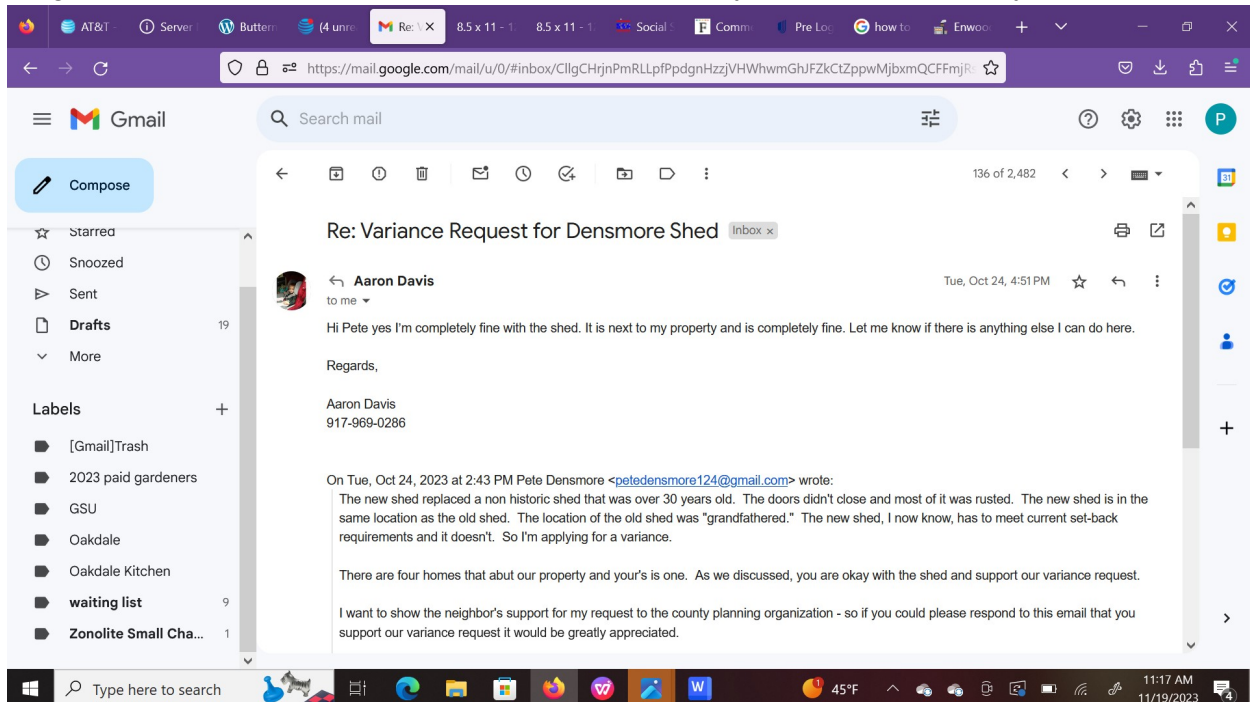 AT&T -
Server
Buttern
(4 unre
Re: V
8.5 x 11 - 1.
8.5 x 11 - 1.
Social S
Comme
Pre Log
how to
Enwoo
https://mail.google.com/mail/u/0/#inbox/CllgCHrjnPmRLLpfPpdgnHzzjVHWhwmGhJFZkCtZppwMjbxmQCFFmjR
Gmail
Search mail
P
Compose
136 of 2,482
31
Starred
Snoozed
Sent
Drafts 19
More
Labels
[Gmail]Trash
2023 paid gardeners
GSU
Oakdale
Oakdale Kitchen
waiting list 9
Zonolite Small Cha... 1
Re: Variance Request for Densmore Shed Inbox x
Aaron Davis Tue, Oct 24, 4:51 PM
to me
Hi Pete yes I'm completely fine with the shed. It is next to my property and is completely fine. Let me know if there is anything else I can do here.
Regards,
Aaron Davis
917-969-0286
On Tue, Oct 24, 2023 at 2:43 PM Pete Densmore <petedensmore124@gmail.com> wrote:
The new shed replaced a non historic shed that was over 30 years old. The doors didn't close and most of it was rusted. The new shed is in the
same location as the old shed. The location of the old shed was "grandfathered." The new shed, I now know, has to meet current set-back
requirements and it doesn't. So I'm applying for a variance.
There are four homes that abut our property and your's is one. As we discussed, you are okay with the shed and support our variance request.
I want to show the neighbor's support for my request to the county planning organization - so if you could please respond to this email that you
support our variance request it would be greatly appreciated.
Type here to search
W
1
45°F
11:17 AM
11/19/2023
4